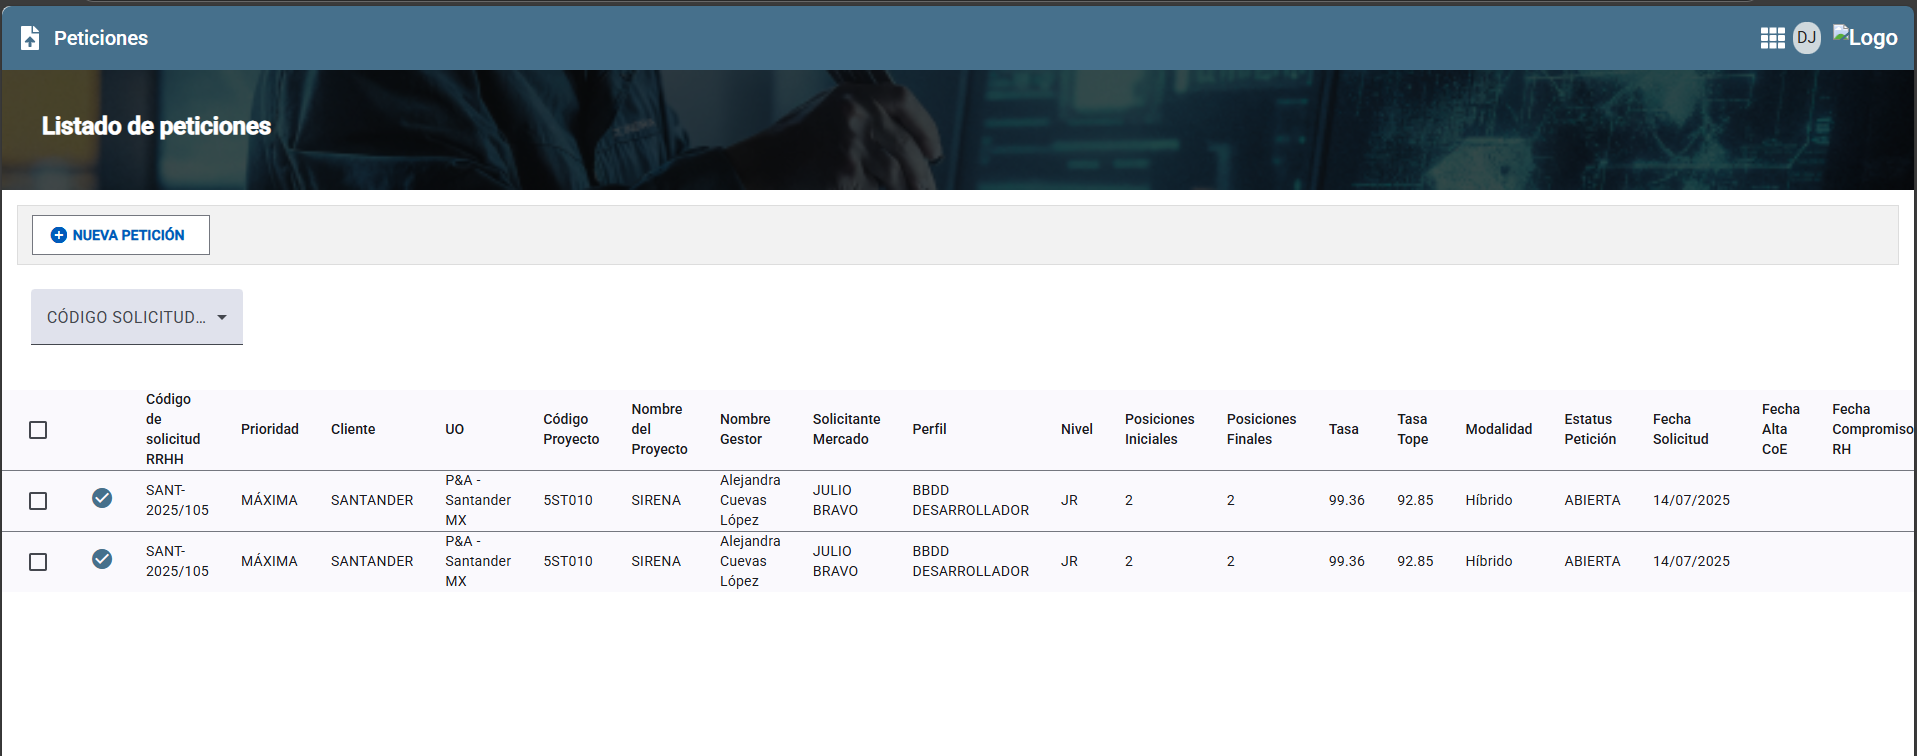 Peticiones
DJ
Logo
Listado de peticiones
NUEVA PETICIÓN
CÓDIGO SOLICITUD...
Código de solicitud RRHH
Prioridad
Cliente
UO
Código Proyecto
Nombre del Proyecto
Nombre Gestor
Solicitante Mercado
Perfil
Nivel
Posiciones Iniciales
Posiciones Finales
Tasa
Tasa Tope
Modalidad
Estatus Petición
Fecha Solicitud
Fecha Alta CoE
Fecha Compromiso RH
SANT-2025/105
MÁXIMA
SANTANDER
P&A - Santander MX
5ST010
SIRENA
Alejandra Cuevas López
JULIO BRAVO
BBDD DESARROLLADOR
JR
2
2
99.36
92.85
Híbrido
ABIERTA
14/07/2025
SANT-2025/105
MÁXIMA
SANTANDER
P&A - Santander MX
5ST010
SIRENA
Alejandra Cuevas López
JULIO BRAVO
BBDD DESARROLLADOR
JR
2
2
99.36
92.85
Híbrido
ABIERTA
14/07/2025